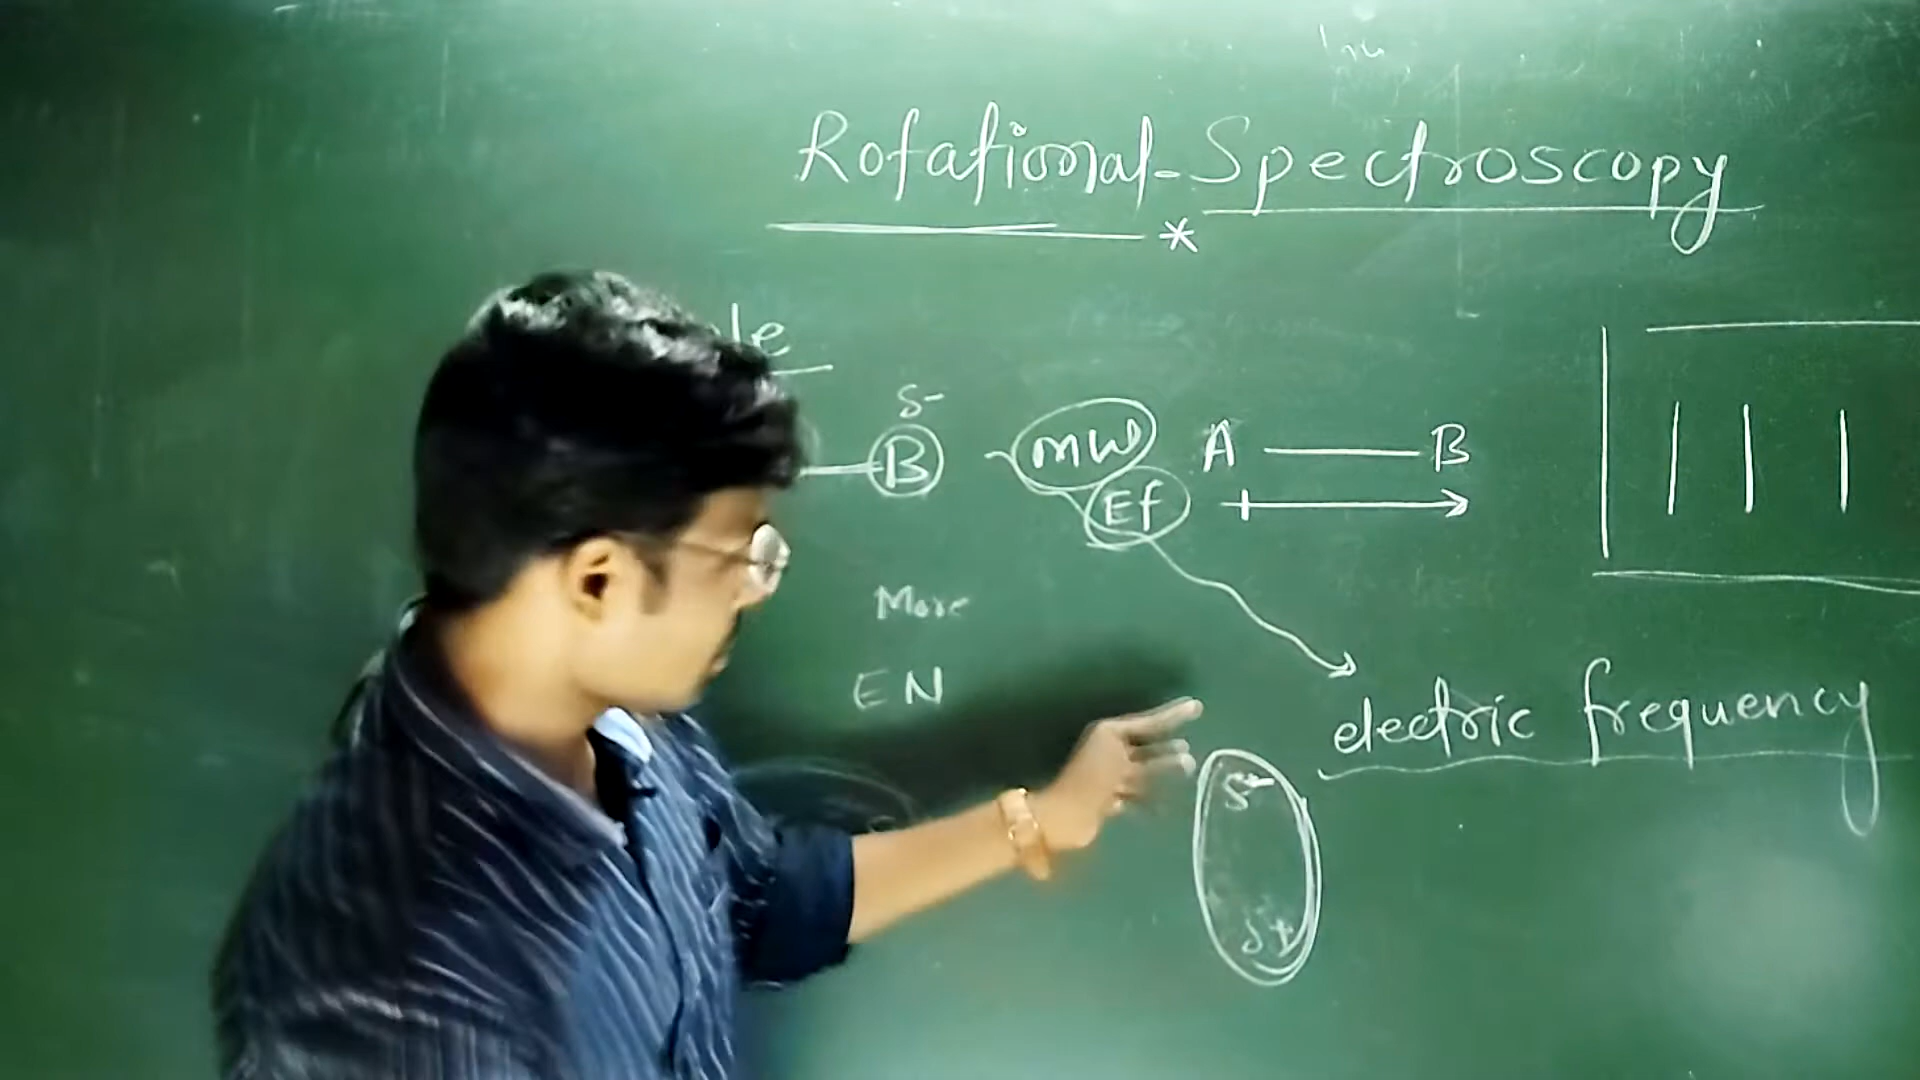 Rotational-Spectroscopy
*
le
δ-
B
MW
A B
Ef
More
EN
electric frequency
δ-
δ+